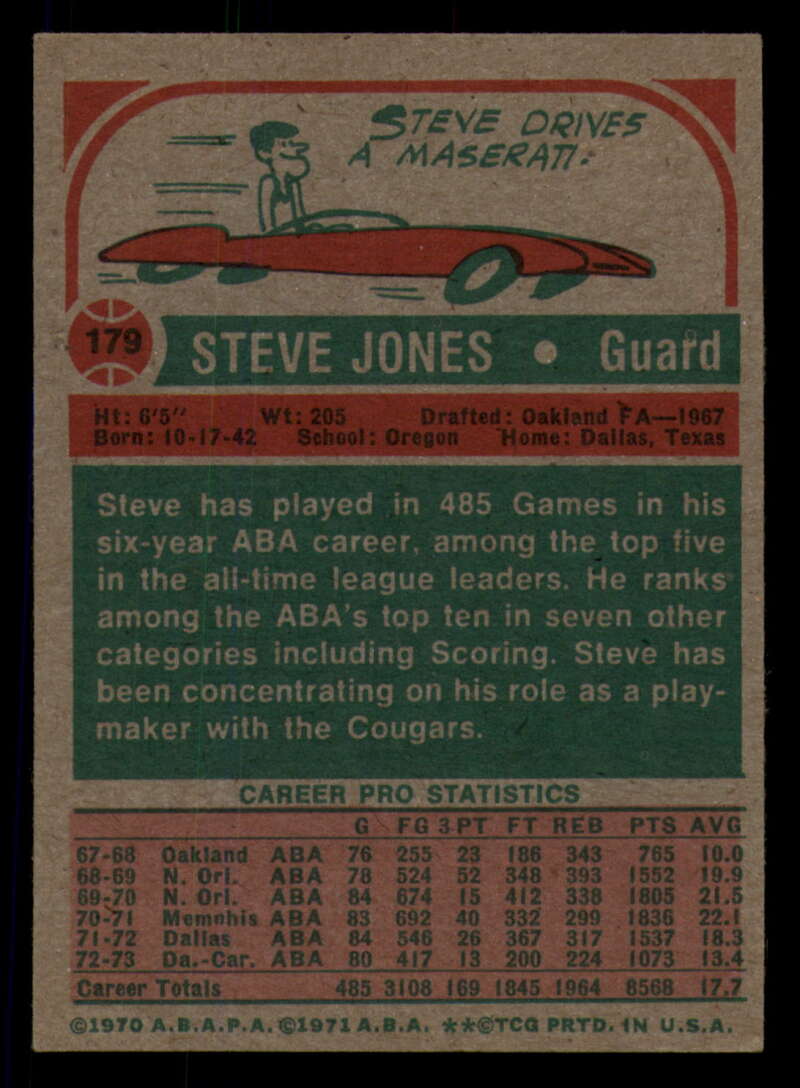 STEVE DRIVES
A MASERATI.
179
STEVE JONES • Guard
Ht: 6'5" Wt: 205 Drafted: Oakland FA—1967
Born: 10-17-42 School: Oregon Home: Dallas, Texas
Steve has played in 485 Games in his
six-year ABA career, among the top five
in the all-time league leaders. He ranks
among the ABA's top ten in seven other
categories including Scoring. Steve has
been concentrating on his role as a play-
maker with the Cougars.
CAREER PRO STATISTICS
G FG 3 PT FT REB PTS AVG
67-68 Oakland ABA 76 255 23 186 343 765 10.0
68-69 N. Orl. ABA 78 524 52 348 393 1552 19.9
69-70 N. Orl. ABA 84 674 15 412 338 1805 21.5
70-71 Memphis ABA 83 692 40 332 299 1836 22.1
71-72 Dallas ABA 84 546 26 367 317 1537 18.3
72-73 Da.-Car. ABA 80 417 13 200 224 1073 13.4
Career Totals 485 3108 169 1845 1964 8568 17.7
©1970 A.B.A.P.A. ©1971 A.B.A. **©TCG PRTD. IN U.S.A.